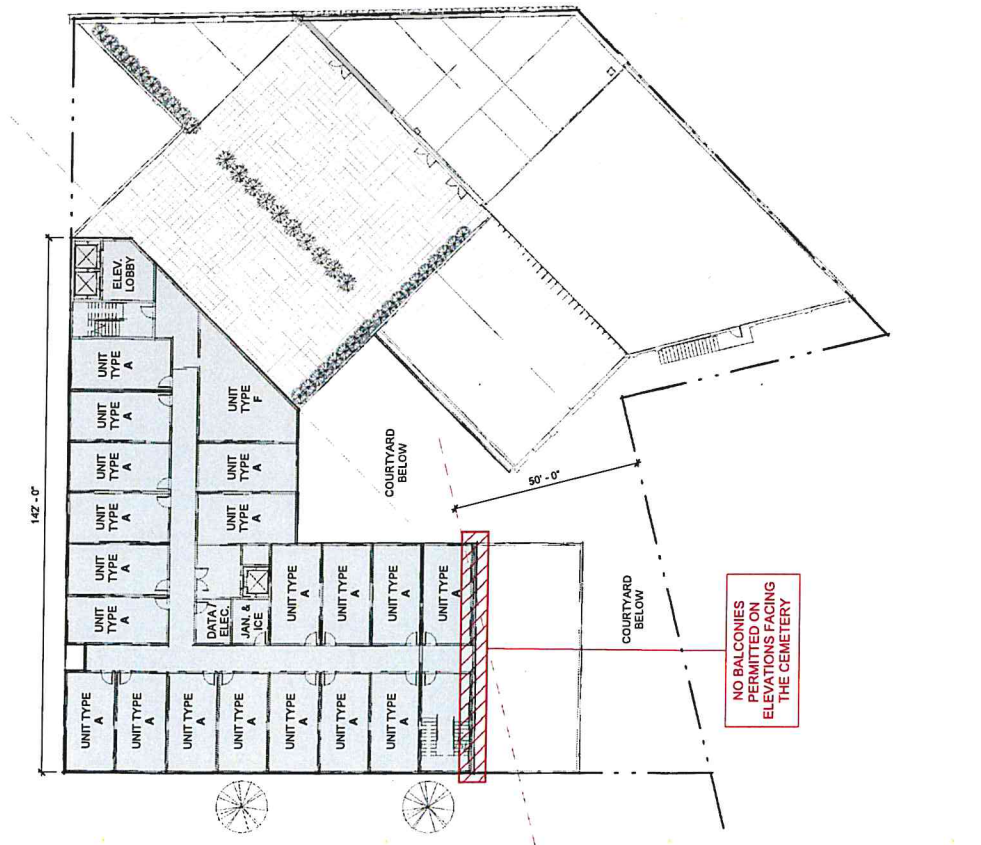 142' - 0"
ELEV.
LOBBY
UNIT
TYPE
A
UNIT
TYPE
A
UNIT
TYPE
A
UNIT
TYPE
A
UNIT
TYPE
A
UNIT
TYPE
A
UNIT
TYPE
F
UNIT
TYPE
A
UNIT
TYPE
A
DATA /
ELEC.
JAN. &
ICE
UNIT TYPE
A
UNIT TYPE
A
UNIT TYPE
A
UNIT TYPE
A
UNIT TYPE
A
UNIT TYPE
A
UNIT TYPE
A
UNIT TYPE
A
UNIT TYPE
A
UNIT TYPE
A
UNIT TYPE
A
COURTYARD
BELOW
50' - 0"
COURTYARD
BELOW
NO BALCONIES
PERMITTED ON
ELEVATIONS FACING
THE CEMETERY